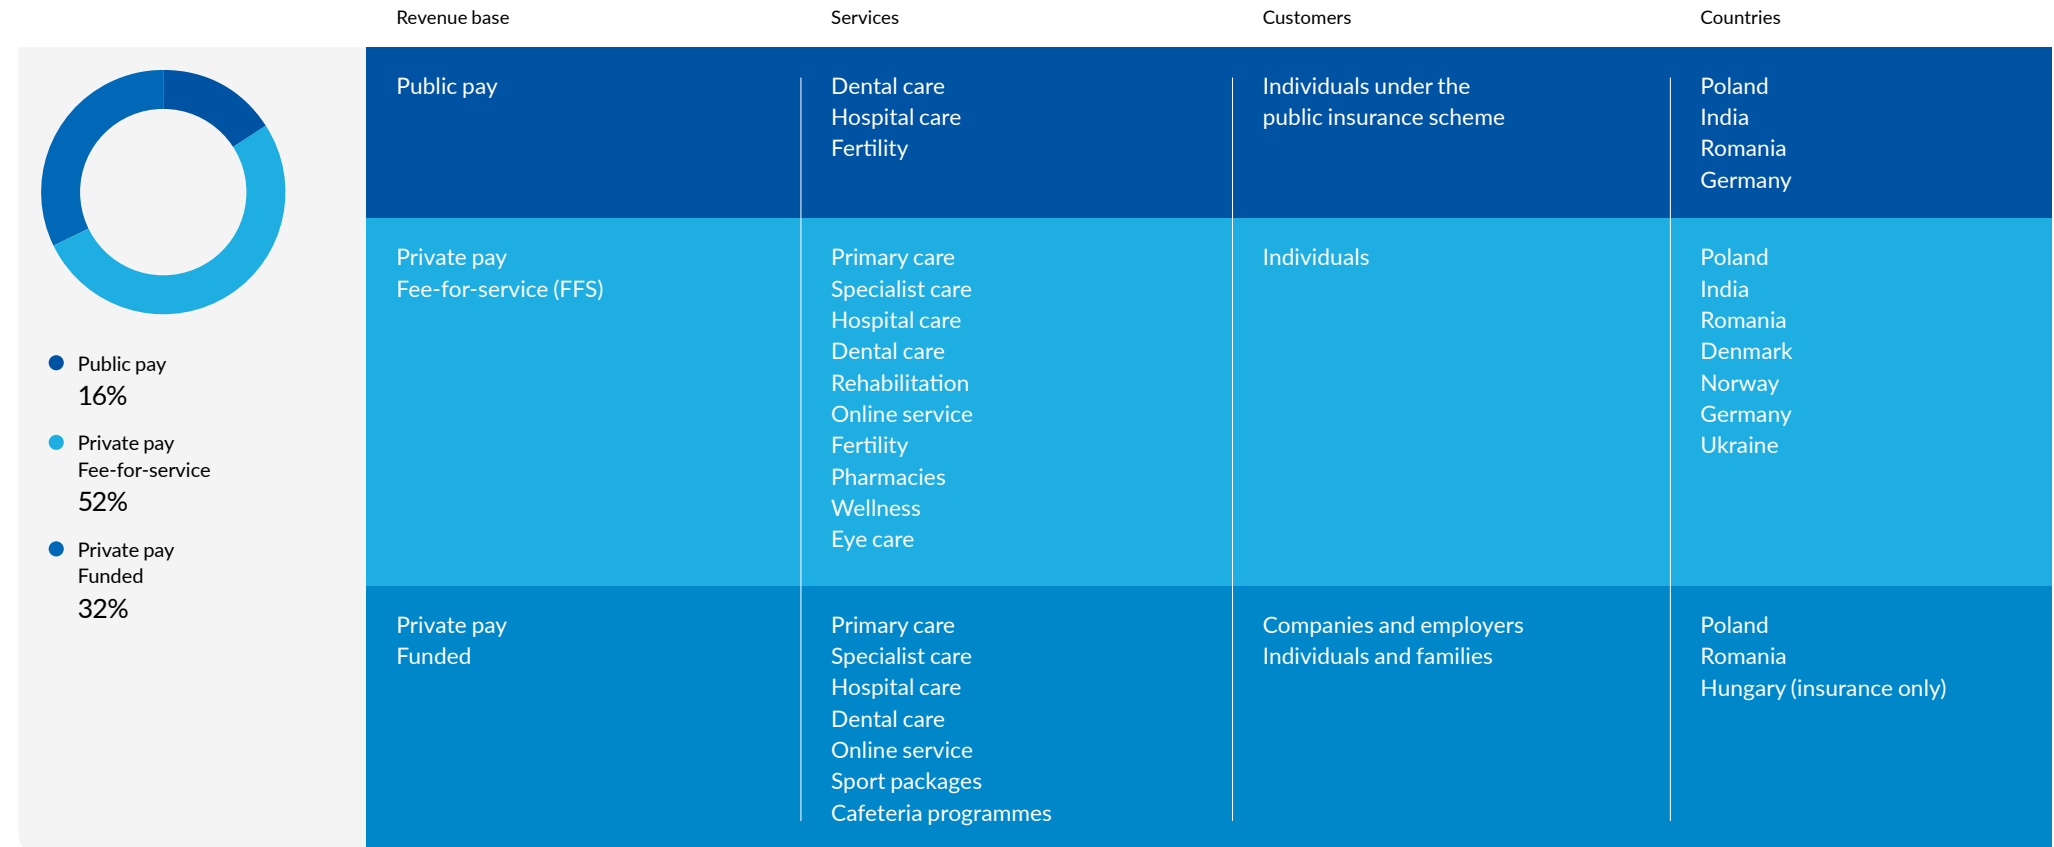 Revenue base
Services
Customers
Countries
Public pay
16%
Private pay
Fee-for-service
52%
Private pay
Funded
32%
Public pay
Dental care
Hospital care
Fertility
Individuals under the
public insurance scheme
Poland
India
Romania
Germany
Private pay
Fee-for-service (FFS)
Primary care
Specialist care
Hospital care
Dental care
Rehabilitation
Online service
Fertility
Pharmacies
Wellness
Eye care
Individuals
Poland
India
Romania
Denmark
Norway
Germany
Ukraine
Private pay
Funded
Primary care
Specialist care
Hospital care
Dental care
Online service
Sport packages
Cafeteria programmes
Companies and employers
Individuals and families
Poland
Romania
Hungary (insurance only)